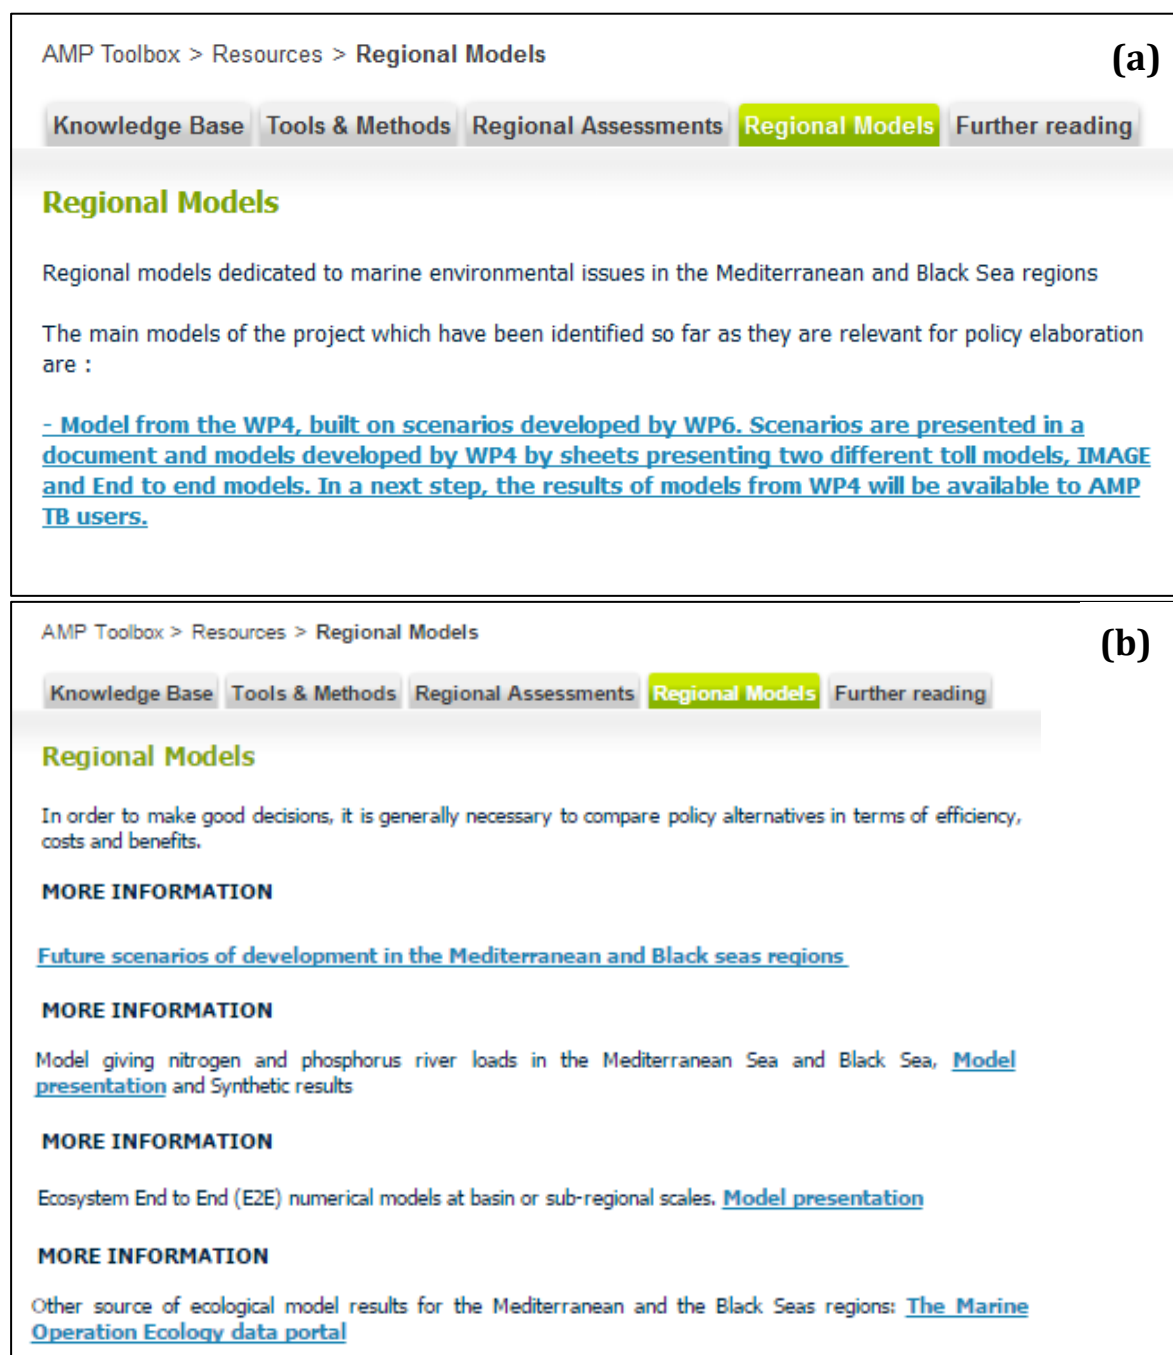 AMP Toolbox > Resources > Regional Models
(a)
Knowledge Base Tools & Methods Regional Assessments Regional Models Further reading
Regional Models
Regional models dedicated to marine environmental issues in the Mediterranean and Black Sea regions
The main models of the project which have been identified so far as they are relevant for policy elaboration
are :
- Model from the WP4, built on scenarios developed by WP6. Scenarios are presented in a
document and models developed by WP4 by sheets presenting two different toll models, IMAGE
and End to end models. In a next step, the results of models from WP4 will be available to AMP
TB users.
AMP Toolbox > Resources > Regional Models
(b)
Knowledge Base Tools & Methods Regional Assessments Regional Models Further reading
Regional Models
In order to make good decisions, it is generally necessary to compare policy alternatives in terms of efficiency,
costs and benefits.
MORE INFORMATION
Future scenarios of development in the Mediterranean and Black seas regions
MORE INFORMATION
Model giving nitrogen and phosphorus river loads in the Mediterranean Sea and Black Sea, Model
presentation and Synthetic results
MORE INFORMATION
Ecosystem End to End (E2E) numerical models at basin or sub-regional scales. Model presentation
MORE INFORMATION
Other source of ecological model results for the Mediterranean and the Black Seas regions: The Marine
Operation Ecology data portal